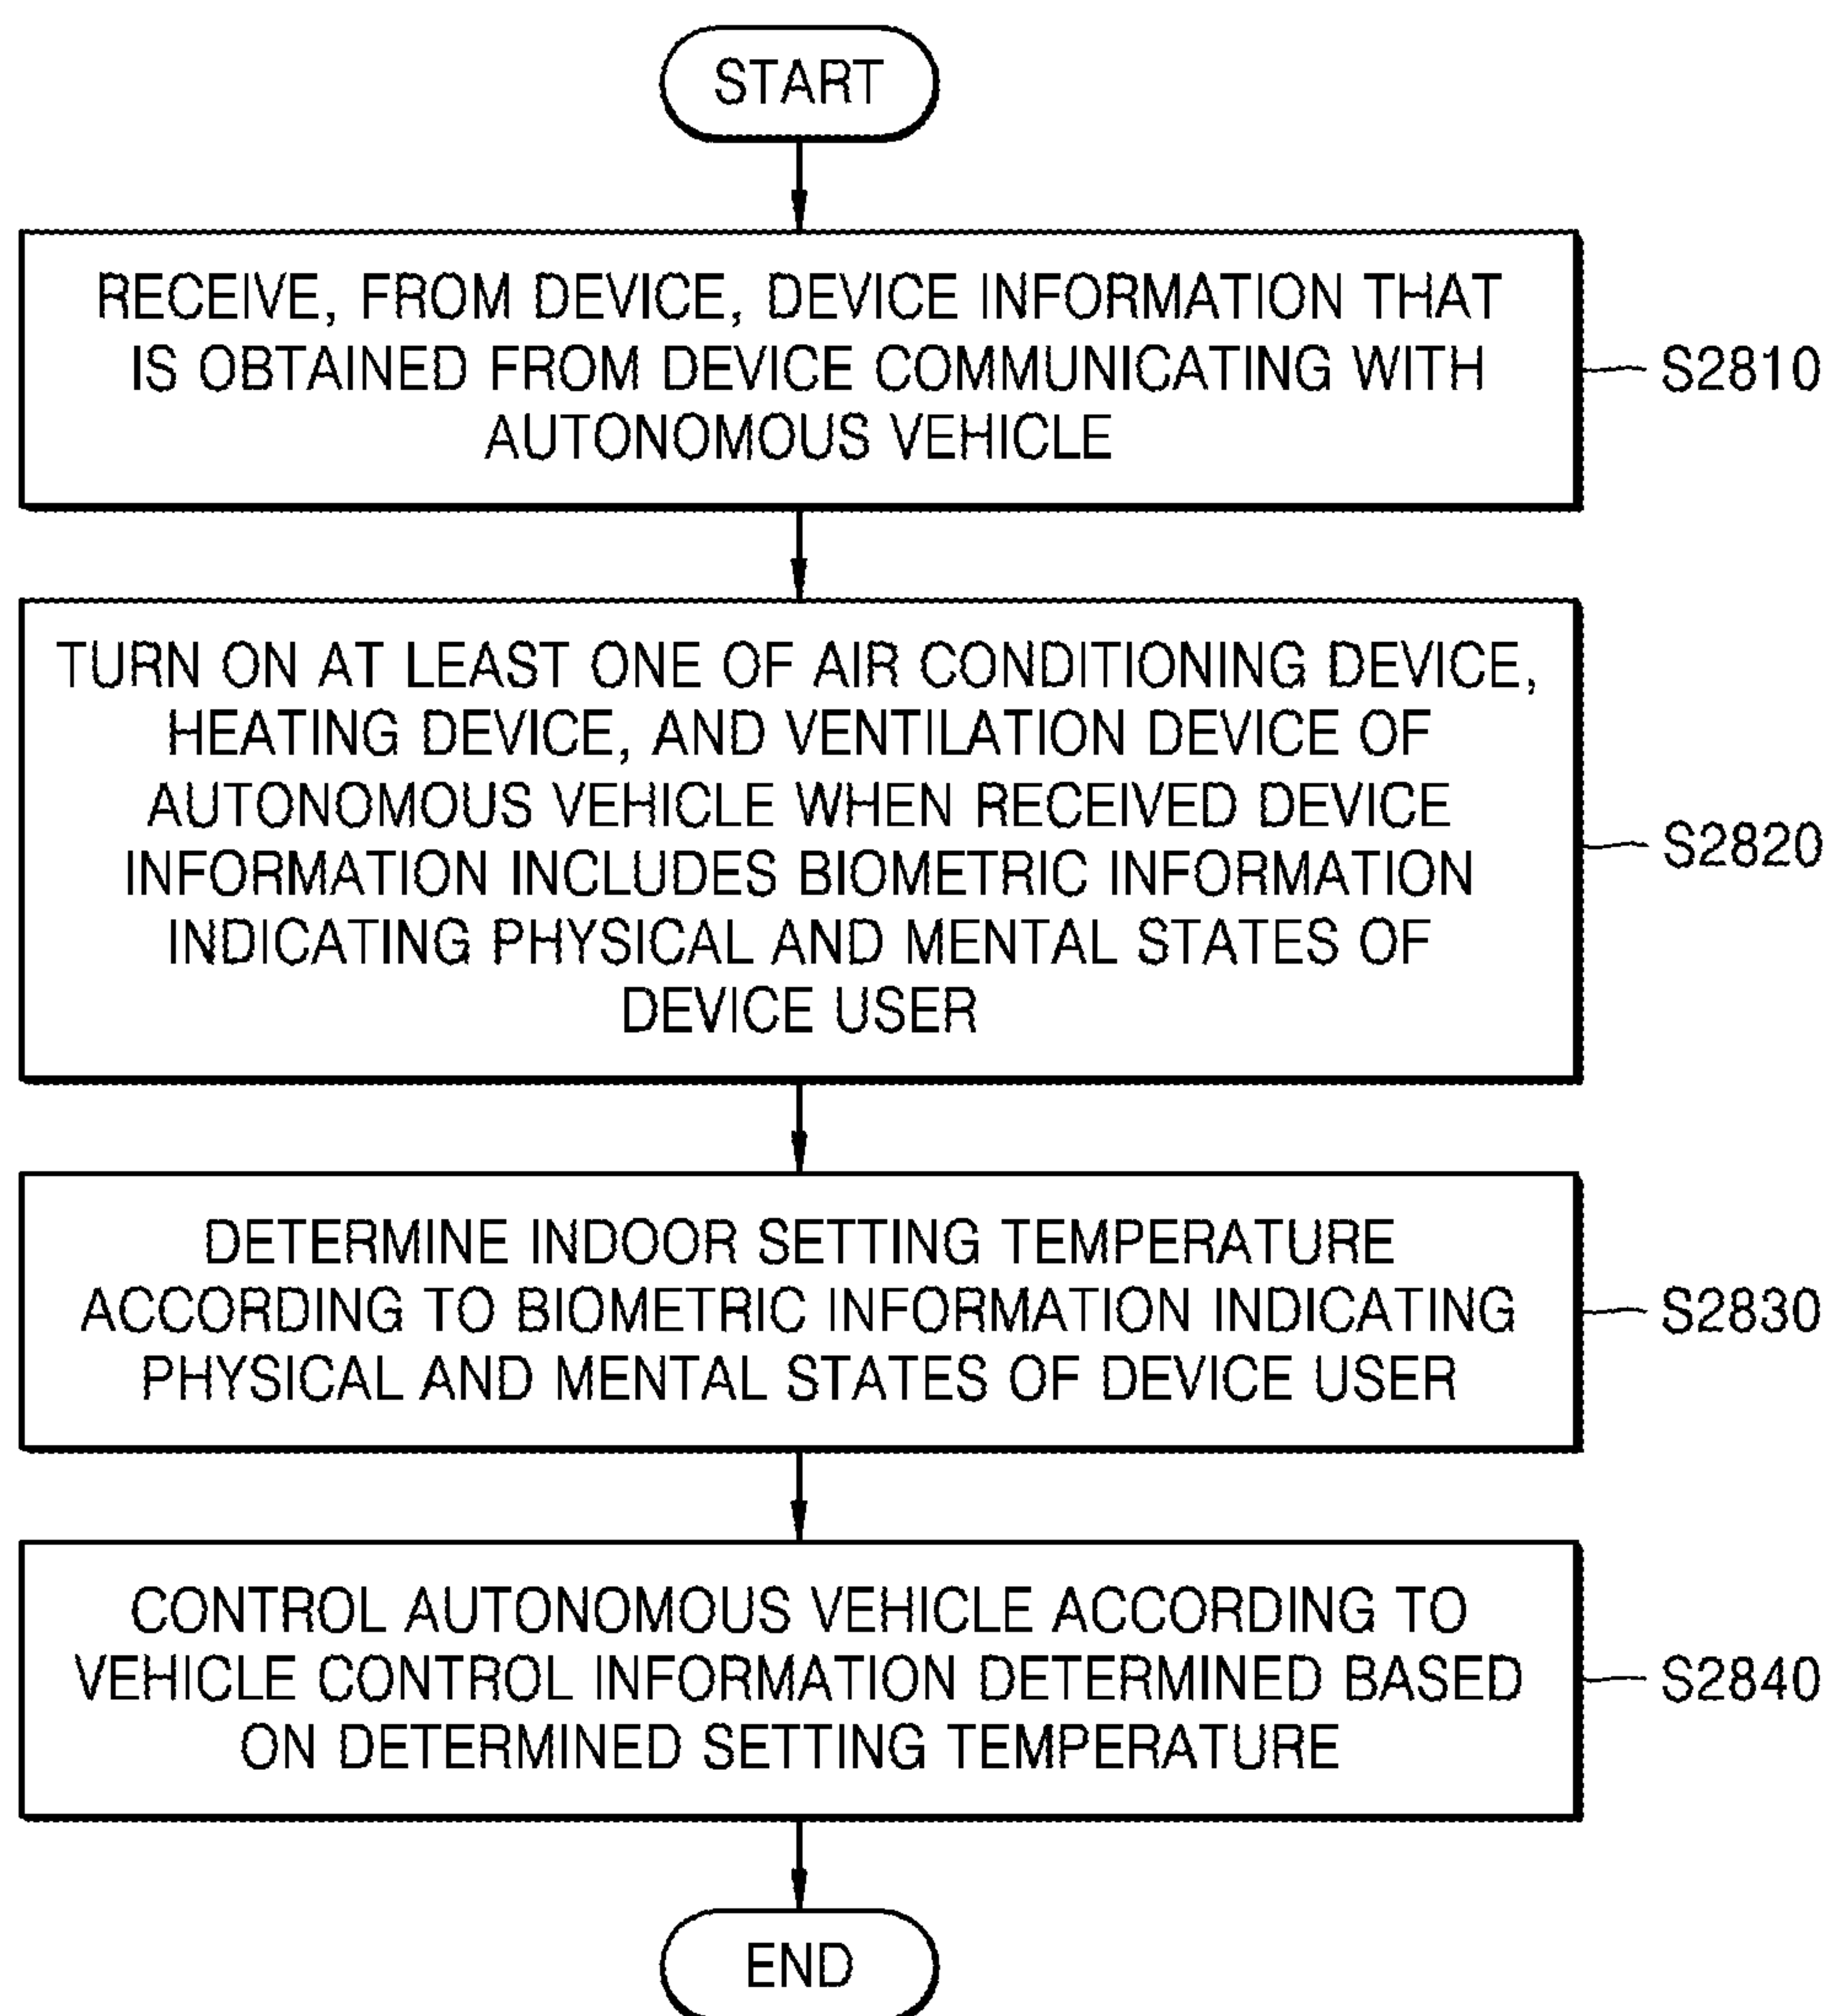 START
RECEIVE, FROM DEVICE, DEVICE INFORMATION THAT
IS OBTAINED FROM DEVICE COMMUNICATING WITH
AUTONOMOUS VEHICLE
S2810
TURN ON AT LEAST ONE OF AIR CONDITIONING DEVICE,
HEATING DEVICE, AND VENTILATION DEVICE OF
AUTONOMOUS VEHICLE WHEN RECEIVED DEVICE
INFORMATION INCLUDES BIOMETRIC INFORMATION
INDICATING PHYSICAL AND MENTAL STATES OF
DEVICE USER
S2820
DETERMINE INDOOR SETTING TEMPERATURE
ACCORDING TO BIOMETRIC INFORMATION INDICATING
PHYSICAL AND MENTAL STATES OF DEVICE USER
S2830
CONTROL AUTONOMOUS VEHICLE ACCORDING TO
VEHICLE CONTROL INFORMATION DETERMINED BASED
ON DETERMINED SETTING TEMPERATURE
S2840
END